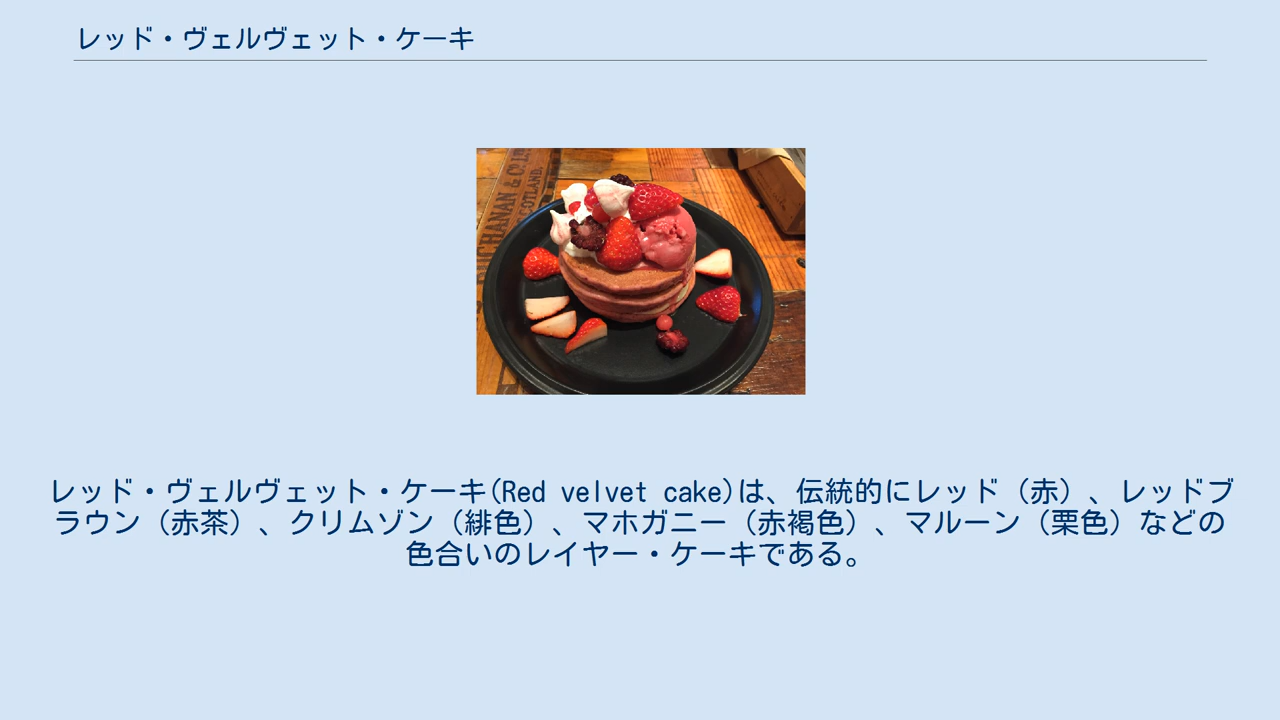 レッド・ヴェルヴェット・ケーキ
CHANAN & Co LT
COTLAND.
レッド・ヴェルヴェット・ケーキ(Red velvet cake)は、伝統的にレッド（赤）、レッドブ
ラウン（赤茶）、クリムゾン（緋色）、マホガニー（赤褐色）、マルーン（栗色）などの
色合いのレイヤー・ケーキである。